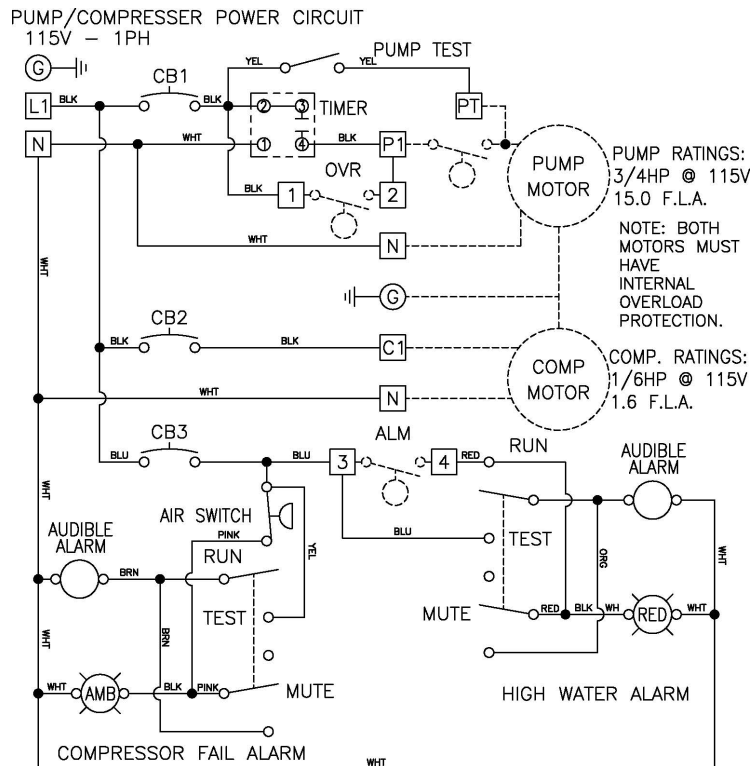 PUMP/COMPRESSER POWER CIRCUIT
115V – 1PH
G
CB1
YEL
YEL
PUMP TEST
L1
BLK
BLK
2
3
TIMER
PT
N
WHT
1
4
BLK
P1
OVR
BLK
1
2
PUMP
MOTOR
PUMP RATINGS:
3/4HP @ 115V
15.0 F.L.A.
WHT
N
WHT
NOTE: BOTH
MOTORS MUST
HAVE
INTERNAL
OVERLOAD
PROTECTION.
G
CB2
BLK
BLK
C1
COMP
MOTOR
COMP. RATINGS:
1/6HP @ 115V
1.6 F.L.A.
WHT
N
ALM
CB3
BLU
BLU
3
4
RED
RUN
AUDIBLE
ALARM
WHT
AIR SWITCH
PINK
YEL
BLU
TEST
ORG
WHT
AUDIBLE
ALARM
RUN
BRN
TEST
MUTE
RED
BLK
WH
RED
WHT
WHT
BRN
WHT
AMB
BLK
PINK
MUTE
HIGH WATER ALARM
COMPRESSOR FAIL ALARM
WHT